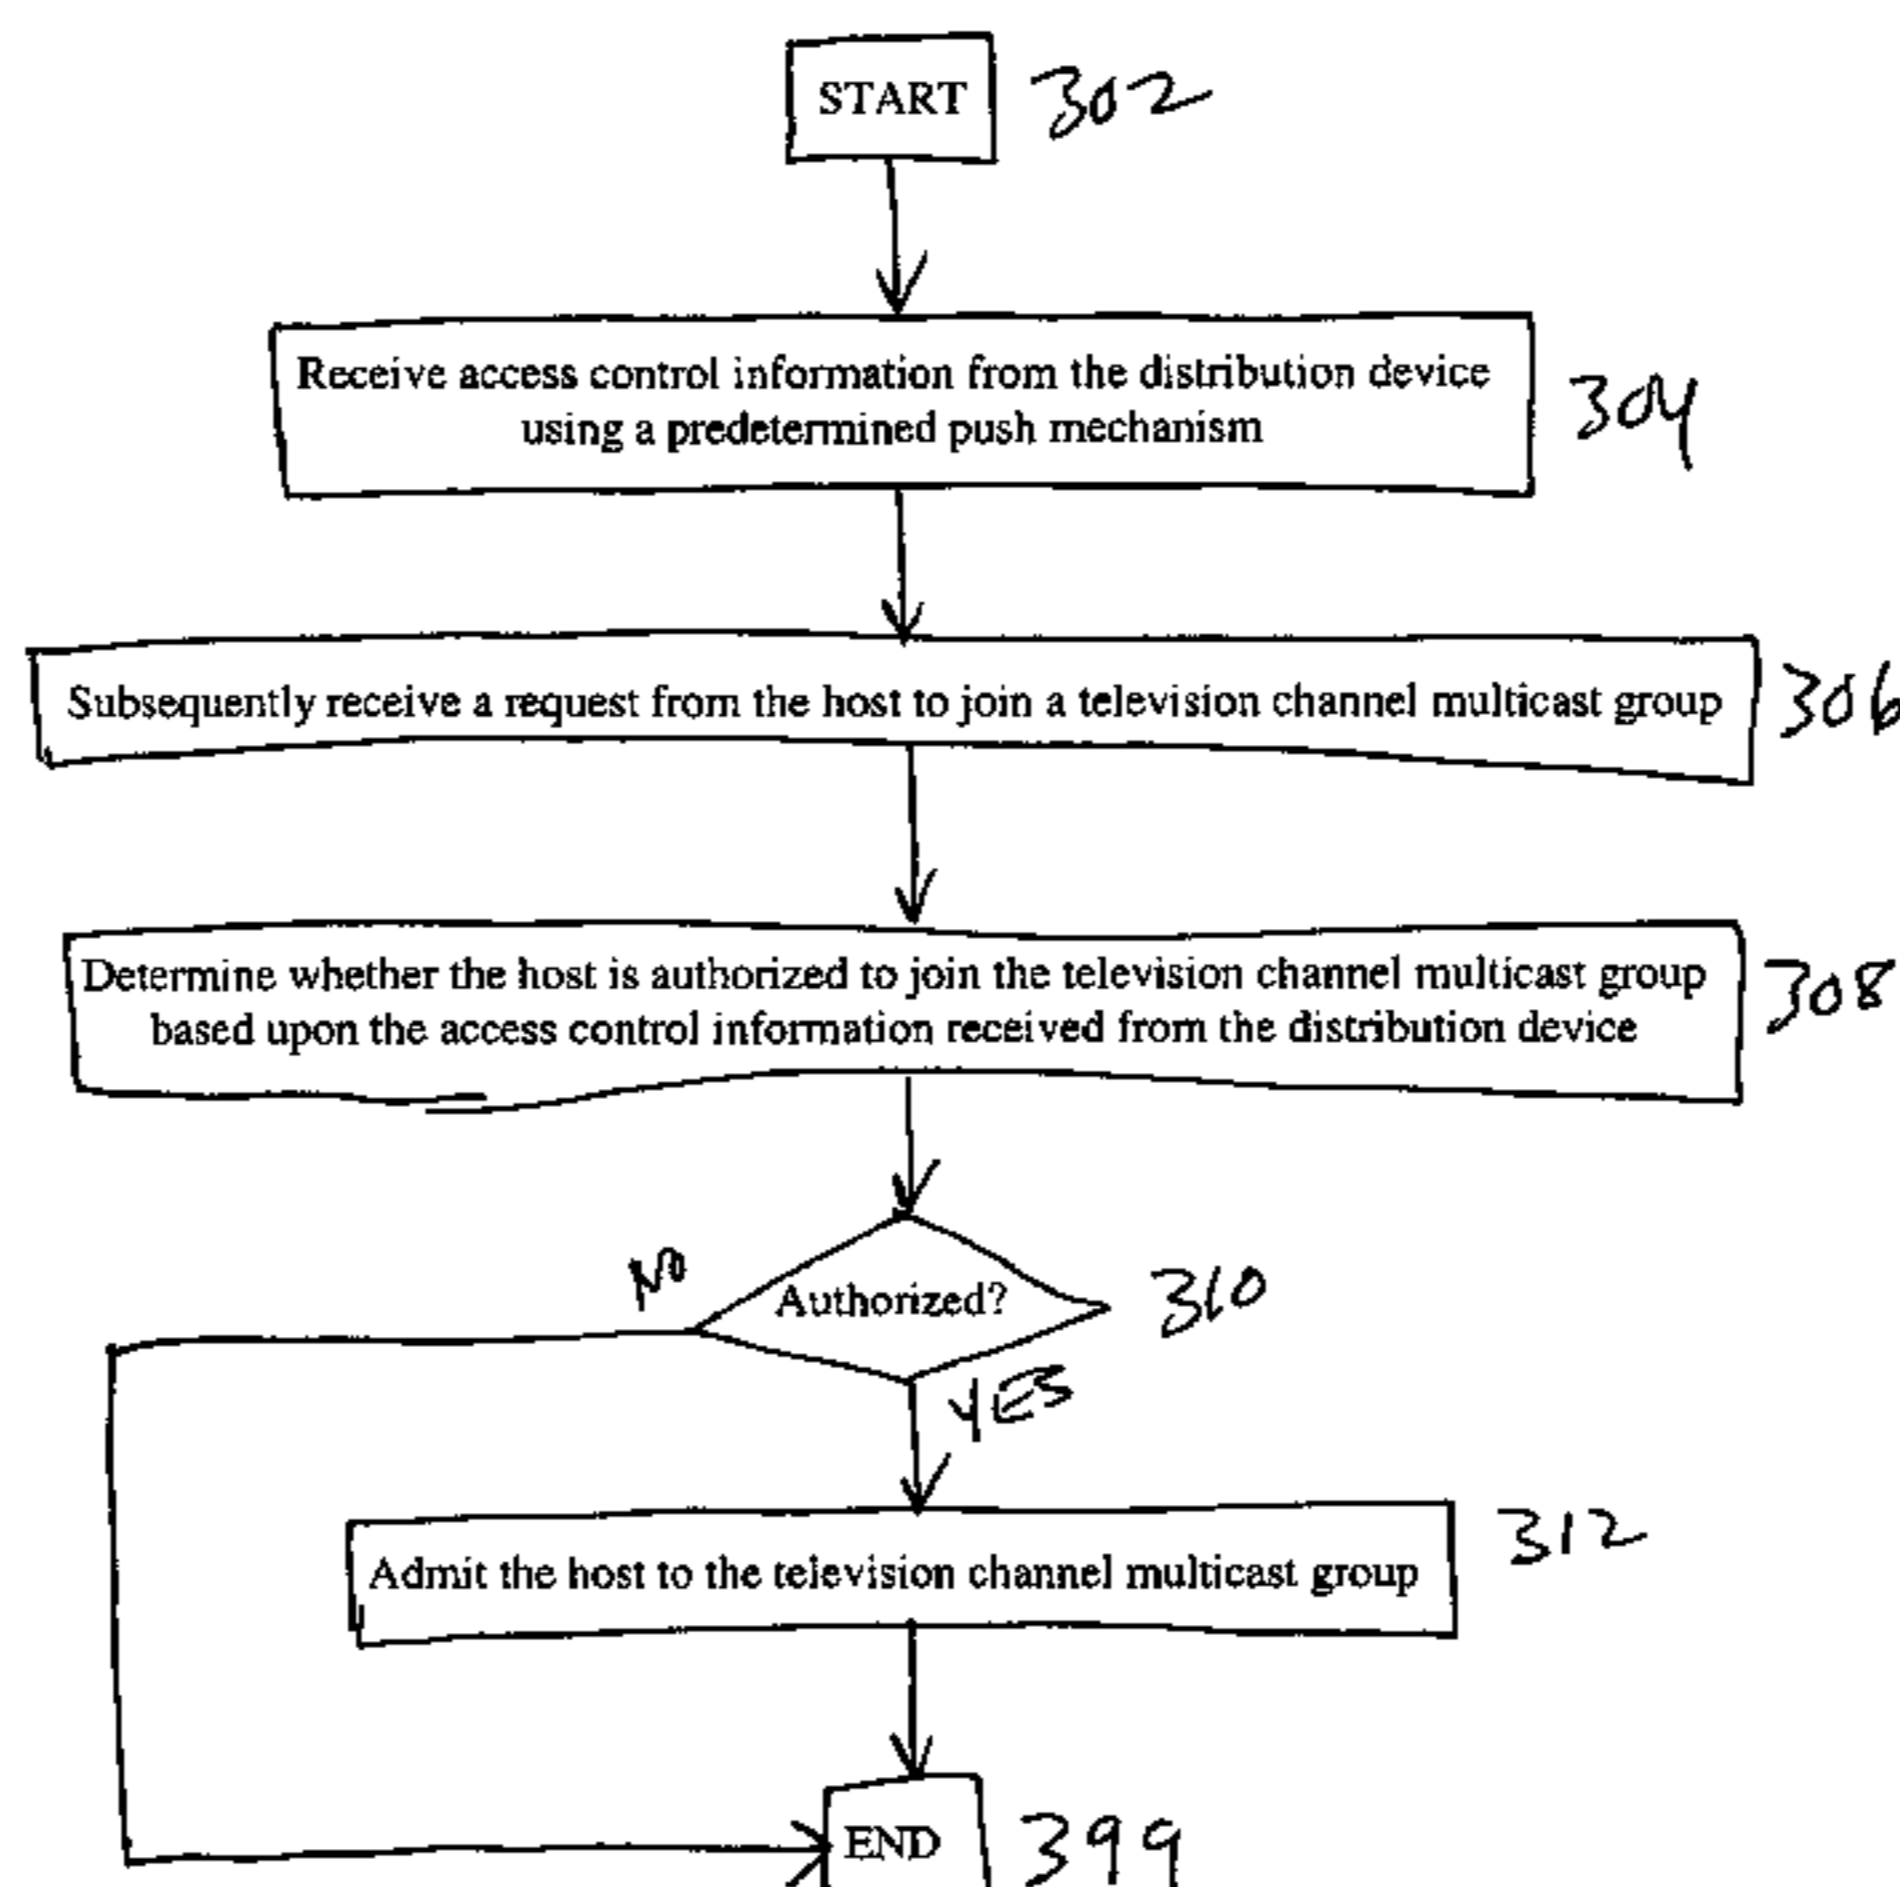 START 302
Receive access control information from the distribution device
using a predetermined push mechanism
304
Subsequently receive a request from the host to join a television channel multicast group 306
Determine whether the host is authorized to join the television channel multicast group
based upon the access control information received from the distribution device
308
NO
Authorized? 310
YES
Admit the host to the television channel multicast group 312
END 399